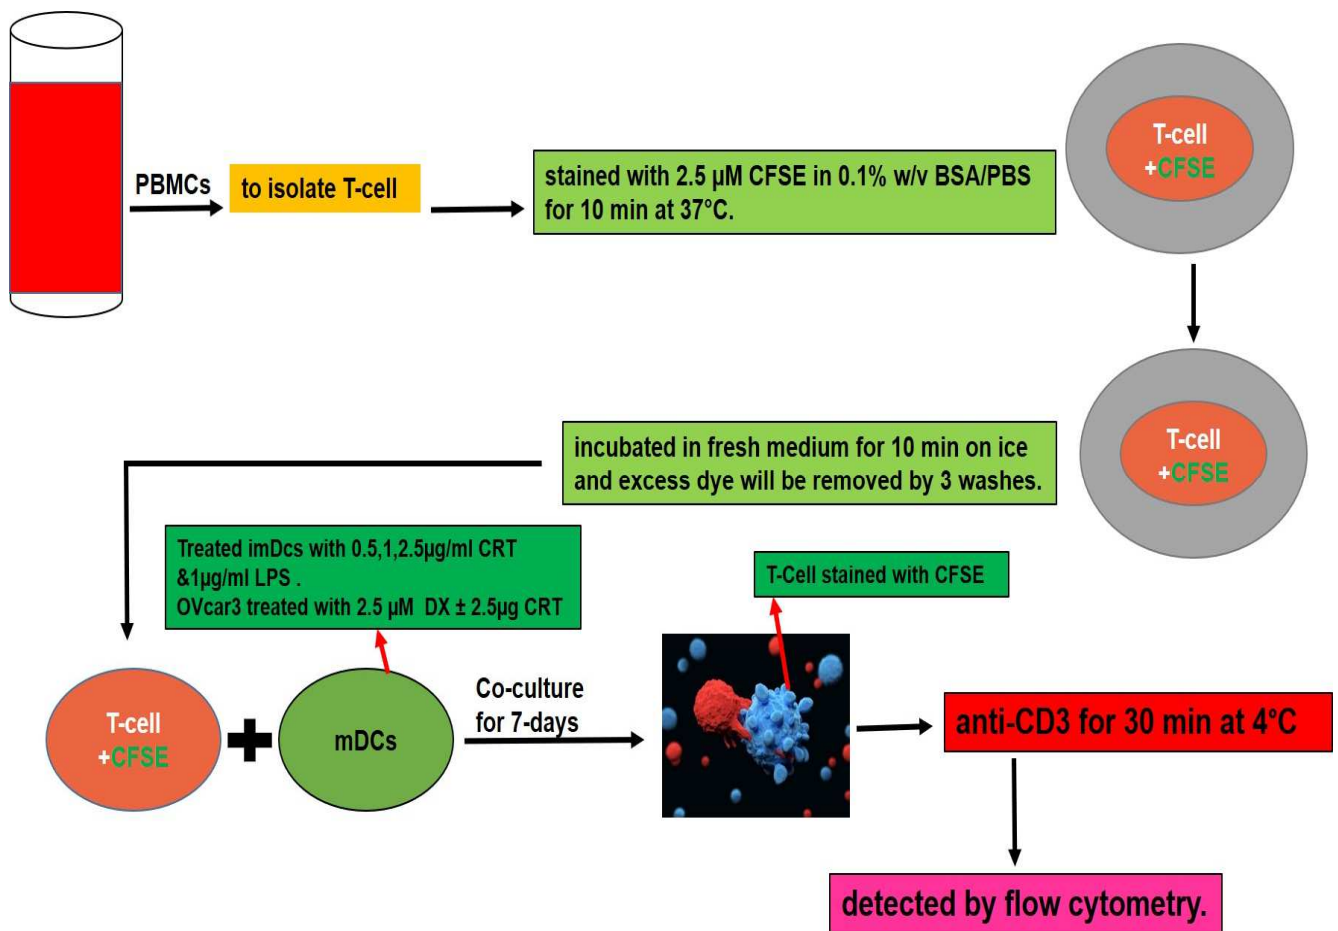 PBMCs
to isolate T-cell
stained with 2.5 µM CFSE in 0.1% w/v BSA/PBS
for 10 min at 37°C.
T-cell
+CFSE
T-cell
+CFSE
incubated in fresh medium for 10 min on ice
and excess dye will be removed by 3 washes.
Treated imDcs with 0.5,1,2.5µg/ml CRT
&1µg/ml LPS .
OVcar3 treated with 2.5 µM  DX ± 2.5µg CRT
T-Cell stained with CFSE
T-cell
+CFSE
mDCs
Co-culture
for 7-days
anti-CD3 for 30 min at 4°C
detected by flow cytometry.